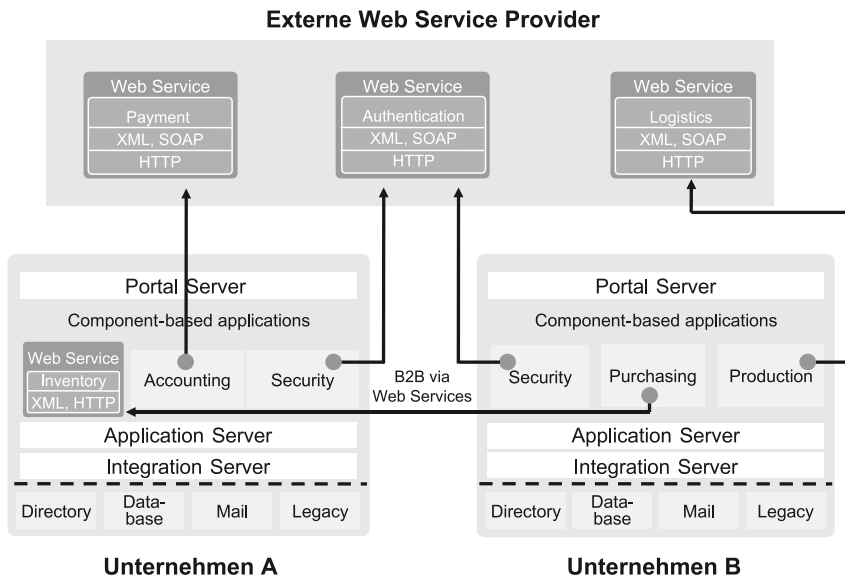 Externe Web Service Provider
Web Service
Payment
XML, SOAP
HTTP
Web Service
Authentication
XML, SOAP
HTTP
Web Service
Logistics
XML, SOAP
HTTP
Portal Server
Component-based applications
Web Service
Inventory
XML, HTTP
Accounting
Security
Application Server
Integration Server
Directory
Data-
base
Mail
Legacy
Unternehmen A
B2B via
Web Services
Portal Server
Component-based applications
Security
Purchasing
Production
Application Server
Integration Server
Directory
Data-
base
Mail
Legacy
Unternehmen B